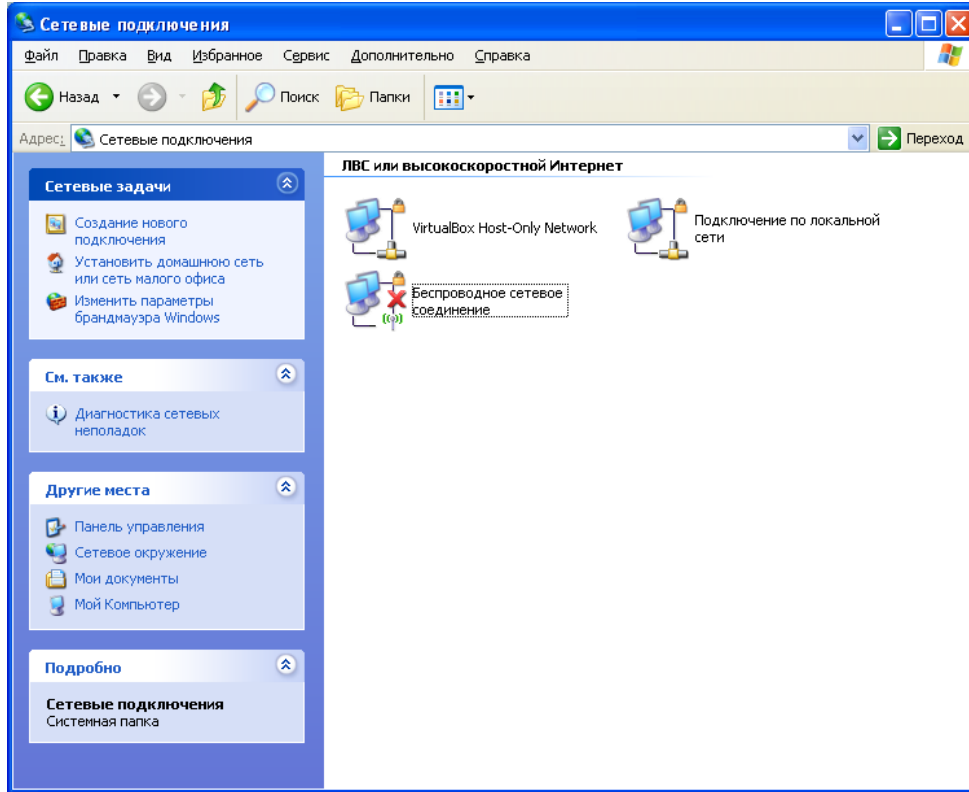 Сетевые подключения
Файл Правка Вид Избранное Сервис Дополнительно Справка
Назад Поиск Папки
Адрес: Сетевые подключения Переход
Сетевые задачи
Создание нового
подключения
Установить домашнюю сеть
или сеть малого офиса
Изменить параметры
брандмауэра Windows
См. также
Диагностика сетевых
неполадок
Другие места
Панель управления
Сетевое окружение
Мои документы
Мой Компьютер
Подробно
Сетевые подключения
Системная папка
ЛВС или высокоскоростной Интернет
VirtualBox Host-Only Network
Подключение по локальной
сети
Беспроводное сетевое
соединение